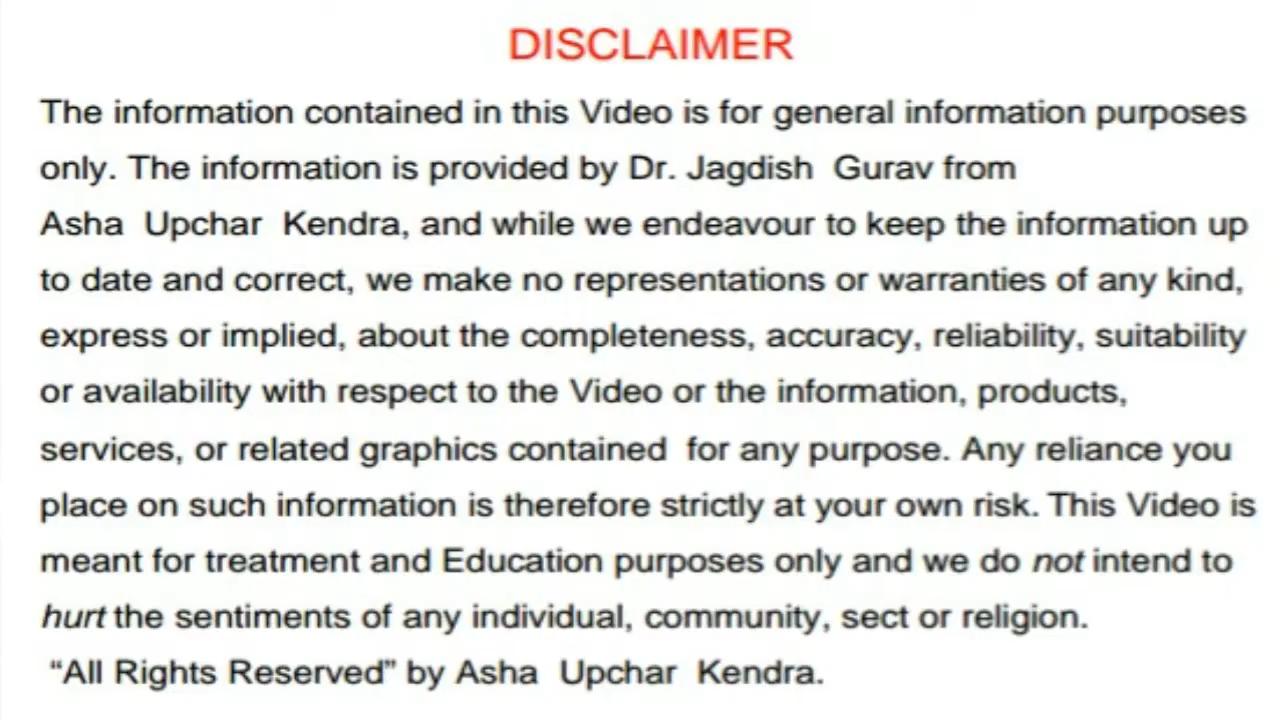 DISCLAIMER
The information contained in this Video is for general information purposes
only. The information is provided by Dr. Jagdish Gurav from
Asha Upchar Kendra, and while we endeavour to keep the information up
to date and correct, we make no representations or warranties of any kind,
express or implied, about the completeness, accuracy, reliability, suitability
or availability with respect to the Video or the information, products,
services, or related graphics contained for any purpose. Any reliance you
place on such information is therefore strictly at your own risk. This Video is
meant for treatment and Education purposes only and we do not intend to
hurt the sentiments of any individual, community, sect or religion.
“All Rights Reserved” by Asha Upchar Kendra.